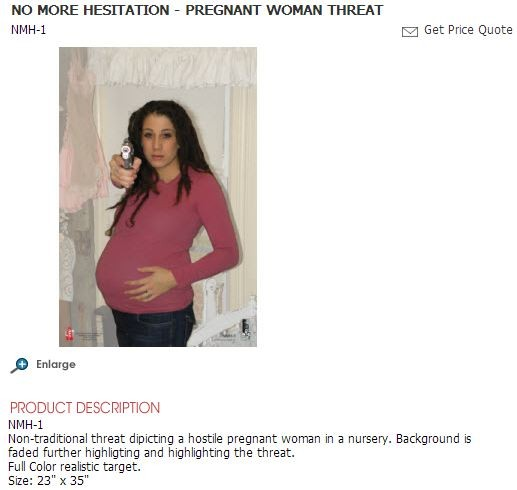 NO MORE HESITATION - PREGNANT WOMAN THREAT
NMH-1
Get Price Quote
Enlarge
PRODUCT DESCRIPTION
NMH-1
Non-traditional threat dipicting a hostile pregnant woman in a nursery. Background is
faded further highligting and highlighting the threat.
Full Color realistic target.
Size: 23" x 35"